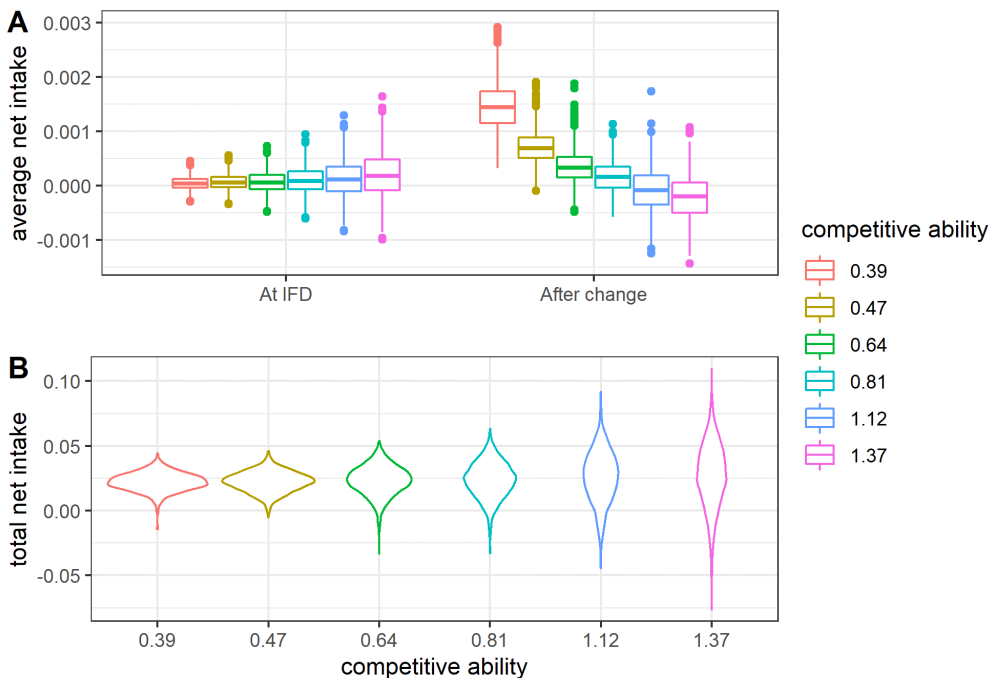 A
average net intake
0.003
0.002
0.001
0.000
-0.001
At IFD
After change
competitive ability
0.39
0.47
0.64
0.81
1.12
1.37
B
total net intake
0.10
0.05
0.00
-0.05
0.39
0.47
0.64
0.81
1.12
1.37
competitive ability